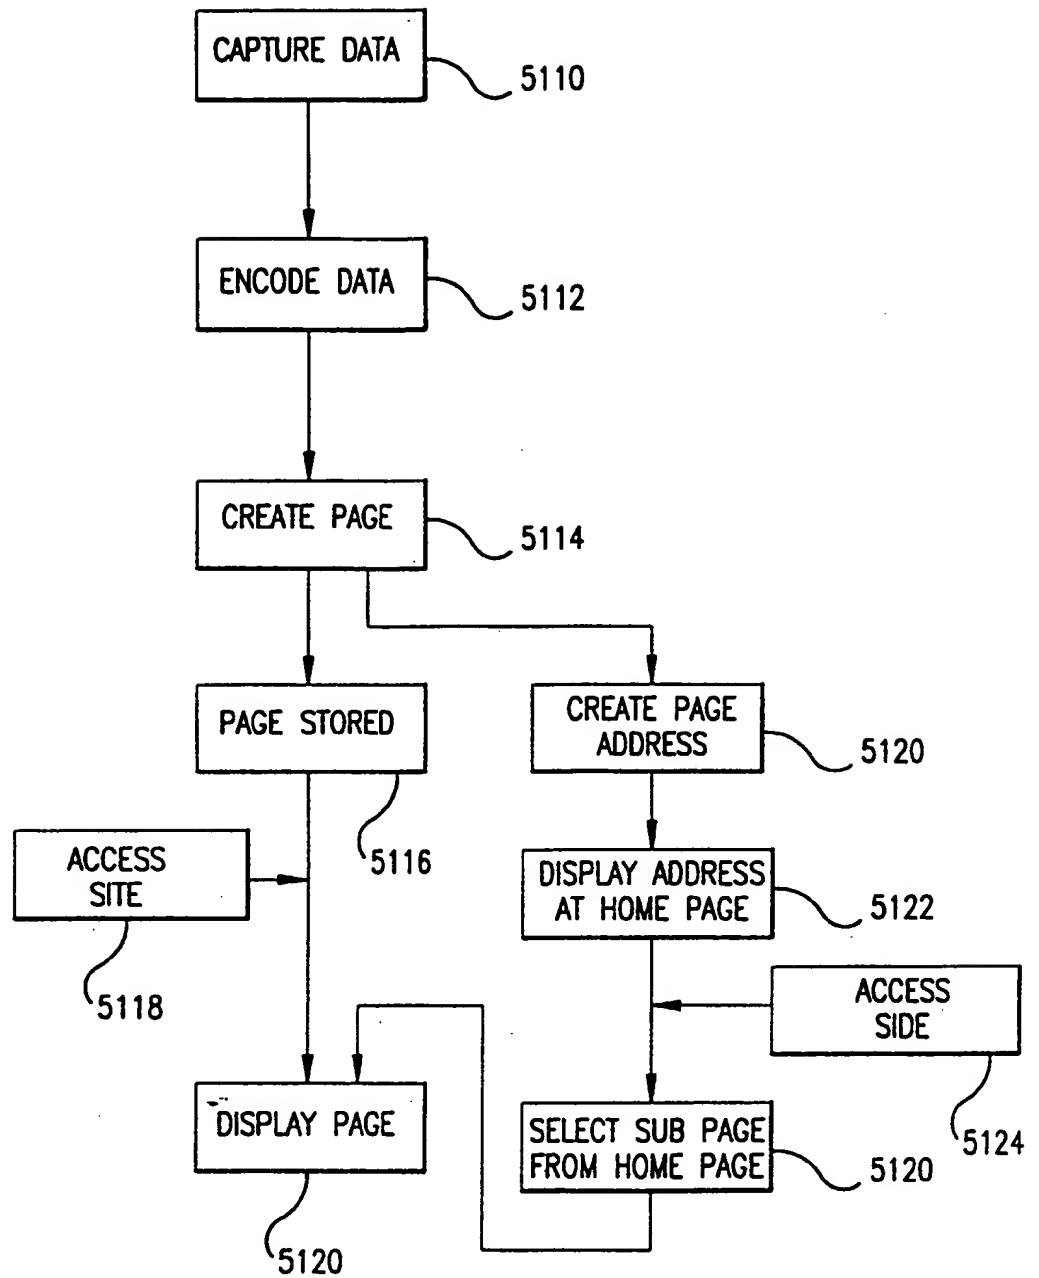 CAPTURE DATA
5110
ENCODE DATA
5112
CREATE PAGE
5114
PAGE STORED
5116
CREATE PAGE
ADDRESS
5120
ACCESS
SITE
5118
DISPLAY ADDRESS
AT HOME PAGE
5122
ACCESS
SIDE
5124
DISPLAY PAGE
5120
SELECT SUB PAGE
FROM HOME PAGE
5120